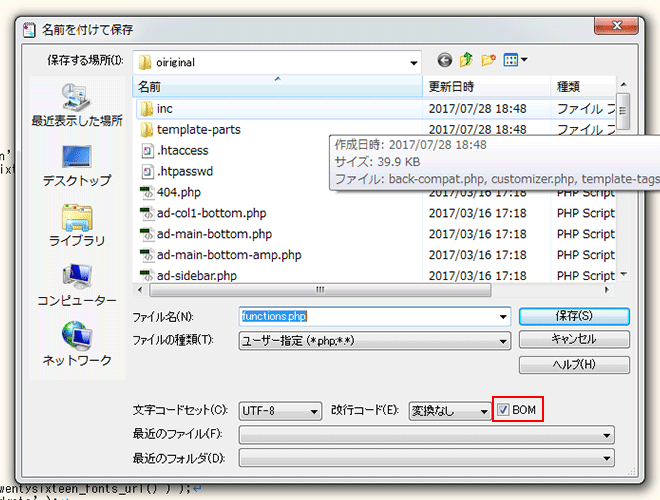 名前を付けて保存
保存する場所(I):
oiriginal
名前
更新日時
種類
inc
2017/07/28 18:48
ファイル フ
template-parts
2017/07/28 18:48
ファイル フ
.htaccess
.htpasswd
作成日時: 2017/07/28 18:48
サイズ: 39.9 KB
ファイル: back-compat.php, customizer.php, template-tags
404.php
2017/03/16 17:18
PHP Script
ad-col1-bottom.php
2017/03/16 17:18
PHP Script
ad-main-bottom.php
2017/03/16 17:18
PHP Script
ad-main-bottom-amp.php
2017/03/16 17:18
PHP Script
ad-sidebar.php
2017/03/16 17:18
PHP Script
最近表示した場所
デスクトップ
ライブラリ
コンピューター
ネットワーク
ファイル名(N):
functions.php
保存(S)
ファイルの種類(T):
ユーザー指定 (*.php;*.*)
キャンセル
ヘルプ(H)
文字コードセット(C):
UTF-8
改行コード(E):
変換なし
BOM
最近のファイル(F):
最近のフォルダ(D):
wentysixteen_fonts_url() ) );↵